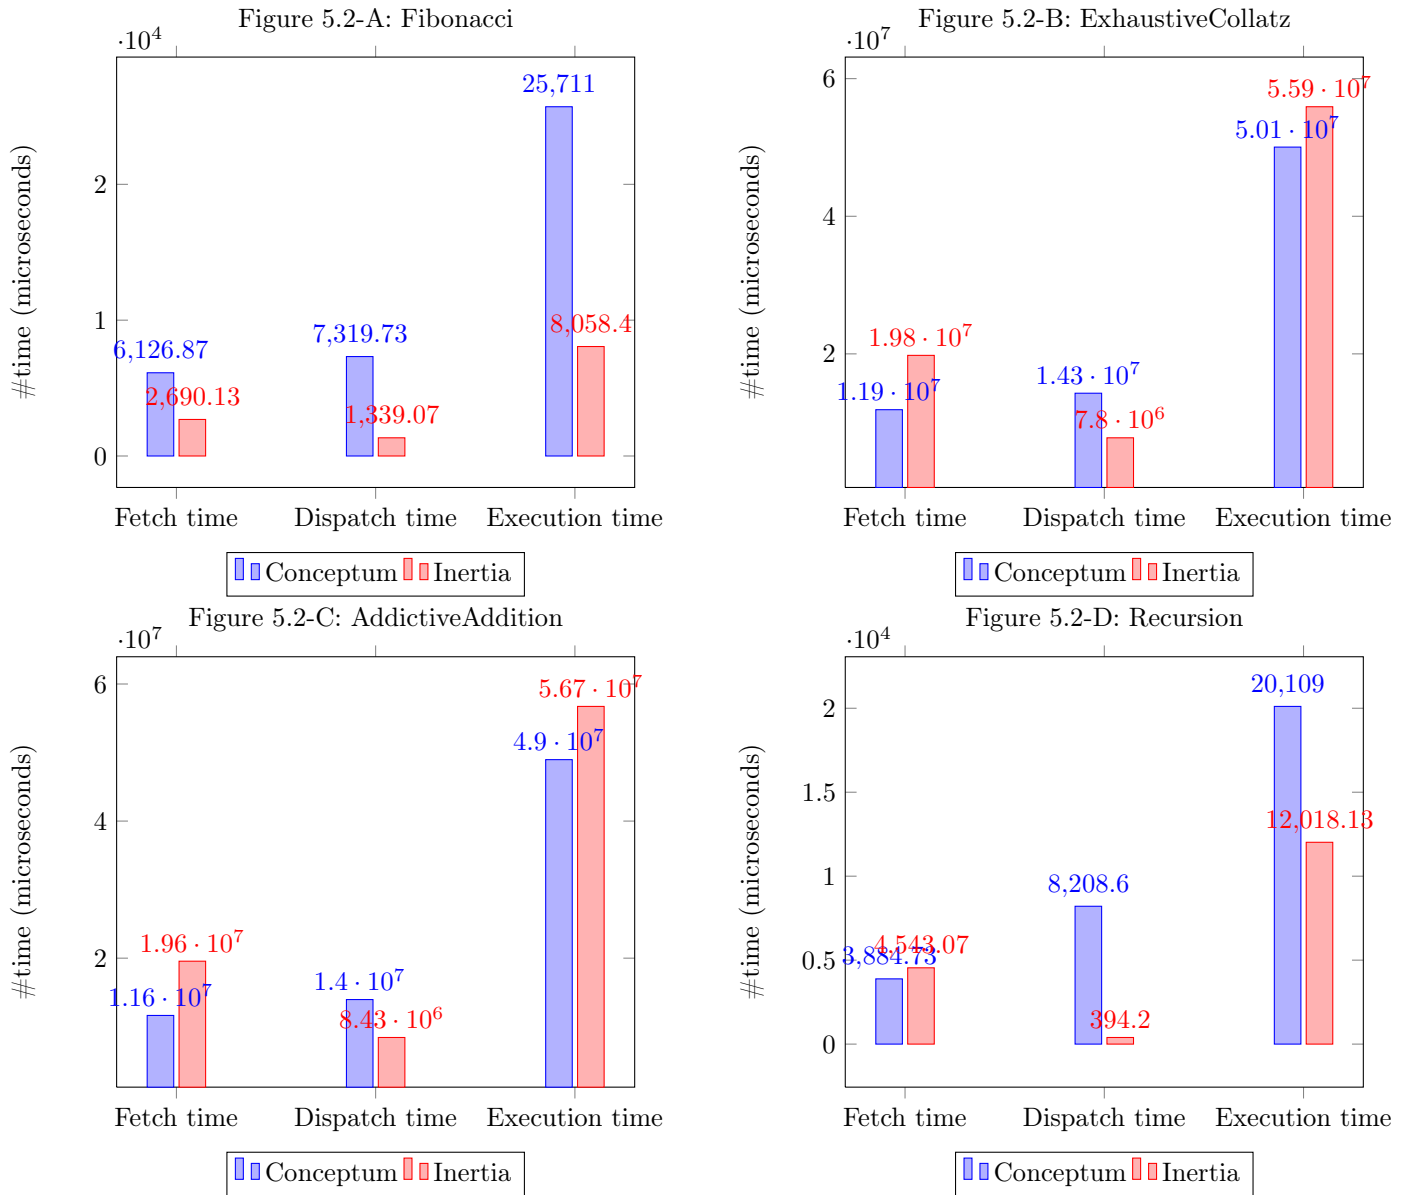 Figure 5.2-A: Fibonacci
·10^4
#time (microseconds)
2
1
0
25,711
7,319.73
6,126.87
8,058.4
2,690.13
1,339.07
Fetch time Dispatch time Execution time
Conceptum Inertia
Figure 5.2-B: ExhaustiveCollatz
·10^7
#time (microseconds)
6
4
2
5.59 · 10^7
5.01 · 10^7
1.98 · 10^7
1.19 · 10^7
1.43 · 10^7
7.8 · 10^6
Fetch time Dispatch time Execution time
Conceptum Inertia
Figure 5.2-C: AddictiveAddition
·10^7
#time (microseconds)
6
4
2
5.67 · 10^7
4.9 · 10^7
1.96 · 10^7
1.16 · 10^7
1.4 · 10^7
8.43 · 10^6
Fetch time Dispatch time Execution time
Conceptum Inertia
Figure 5.2-D: Recursion
·10^4
#time (microseconds)
2
1.5
1
0.5
0
20,109
12,018.13
8,208.6
4,543.07
3,884.73
394.2
Fetch time Dispatch time Execution time
Conceptum Inertia